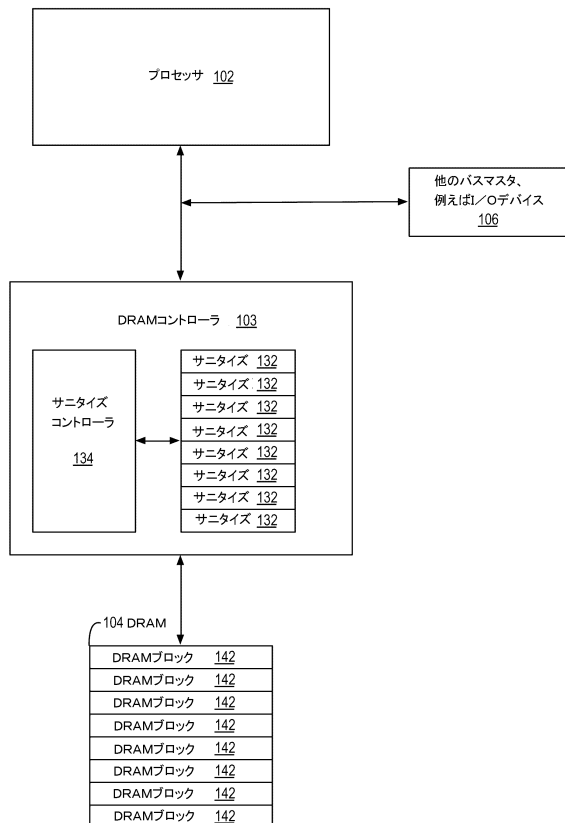 プロセッサ 102
他のバスマスタ、
例えばI／Oデバイス
106
DRAMコントローラ 103
サニタイズ
コントローラ
134
サニタイズ 132
サニタイズ 132
サニタイズ 132
サニタイズ 132
サニタイズ 132
サニタイズ 132
サニタイズ 132
サニタイズ 132
104 DRAM
DRAMブロック 142
DRAMブロック 142
DRAMブロック 142
DRAMブロック 142
DRAMブロック 142
DRAMブロック 142
DRAMブロック 142
DRAMブロック 142